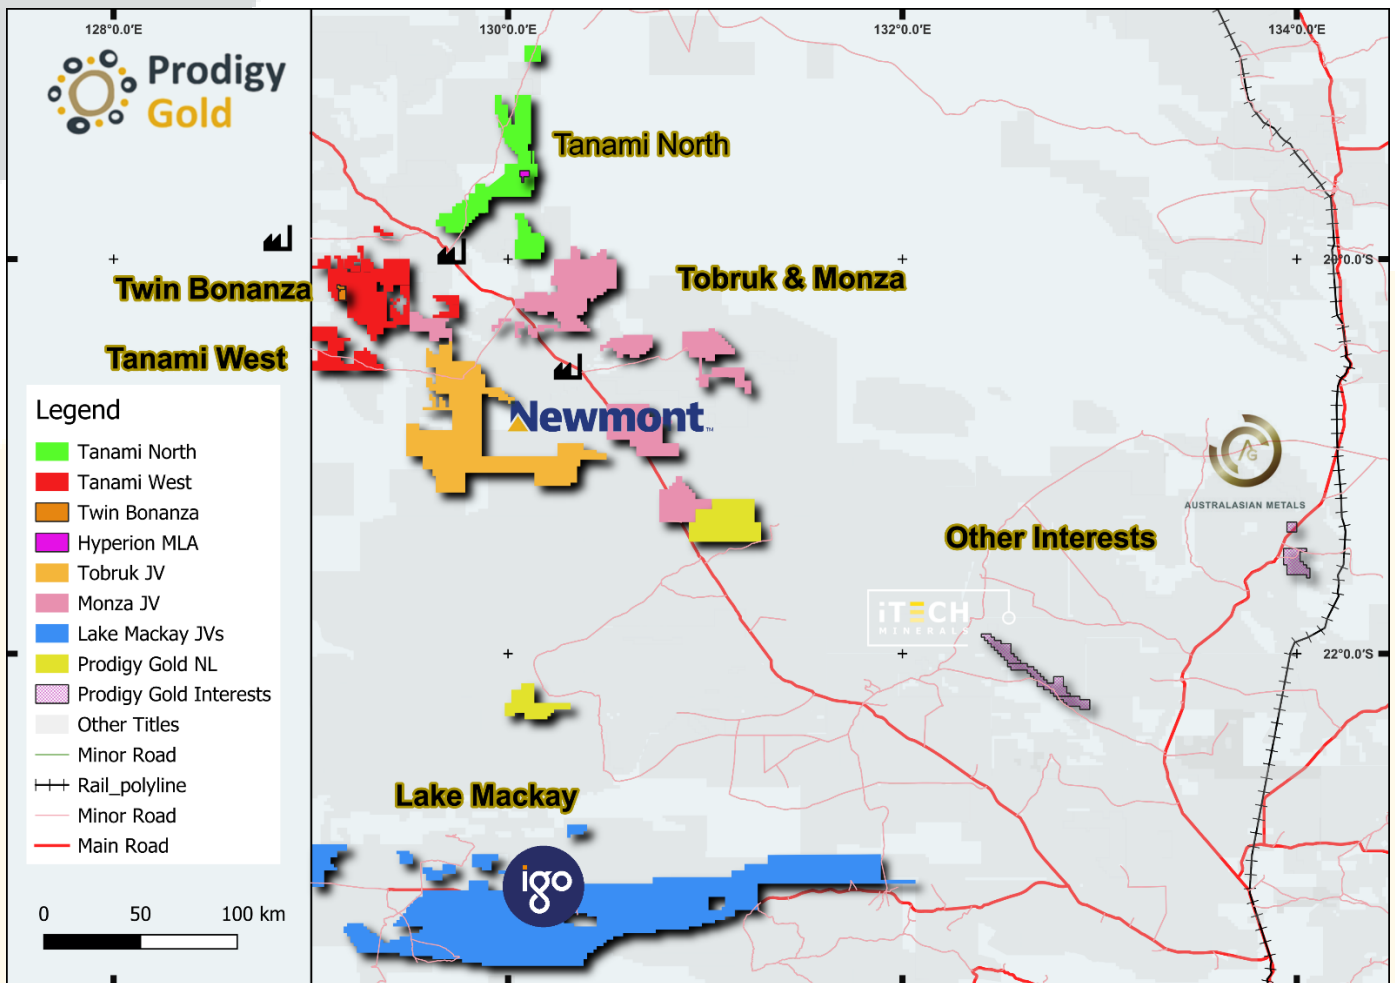 128°0.0'E
130°0.0'E
132°0.0'E
134°0.0'E
Prodigy
Gold
Tanami North
20°0.0'S
Twin Bonanza
Tobruk & Monza
Tanami West
Newmont™
Legend
Tanami North
Tanami West
Twin Bonanza
Hyperion MLA
Tobruk JV
Monza JV
Lake Mackay JVs
Prodigy Gold NL
Prodigy Gold Interests
Other Titles
Minor Road
Rail_polyline
Minor Road
Main Road
0 50 100 km
AG
AUSTRALASIAN METALS
Other Interests
iTECH
MINERALS
22°0.0'S
Lake Mackay
igo